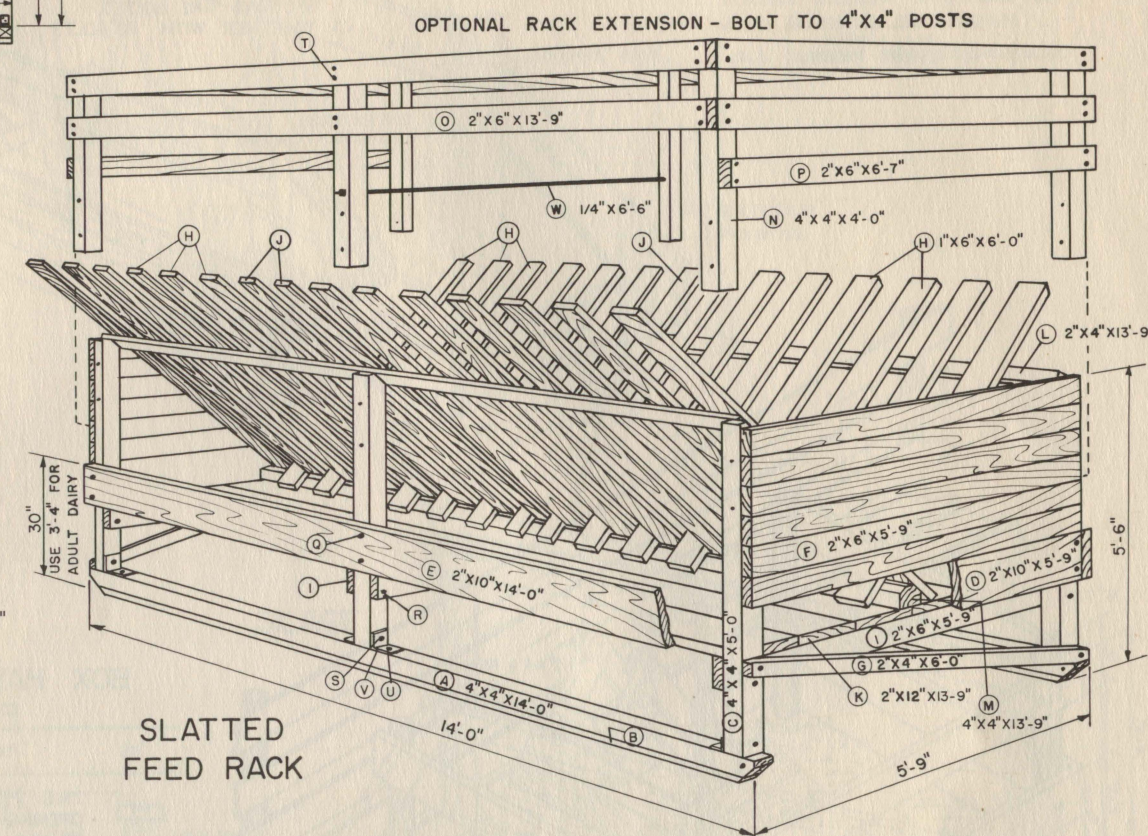 OPTIONAL RACK EXTENSION - BOLT TO 4"X4" POSTS
T
O 2"X6"X13'-9"
P 2"X6"X6'-7"
W 1/4"X6'-6"
N 4"X4"X4'-0"
H
J
H
J
H 1"X6"X6'-0"
L 2"X4"X13'-9
30"
USE 3'-4" FOR
ADULT DAIRY
Q
E 2"X10"X14'-0"
F 2"X6"X5'-9"
D 2"X10"X5'-9"
5'-6"
I
R
I 2"X6"X5'-9"
G 2"X4"X6'-0"
C 4"X4"X5'-0"
S
V
U
A 4"X4"X14'-0"
K 2"X12"X13-9"
M
4"X4"X13'-9"
B
14'-0"
5'-9"
SLATTED
FEED RACK